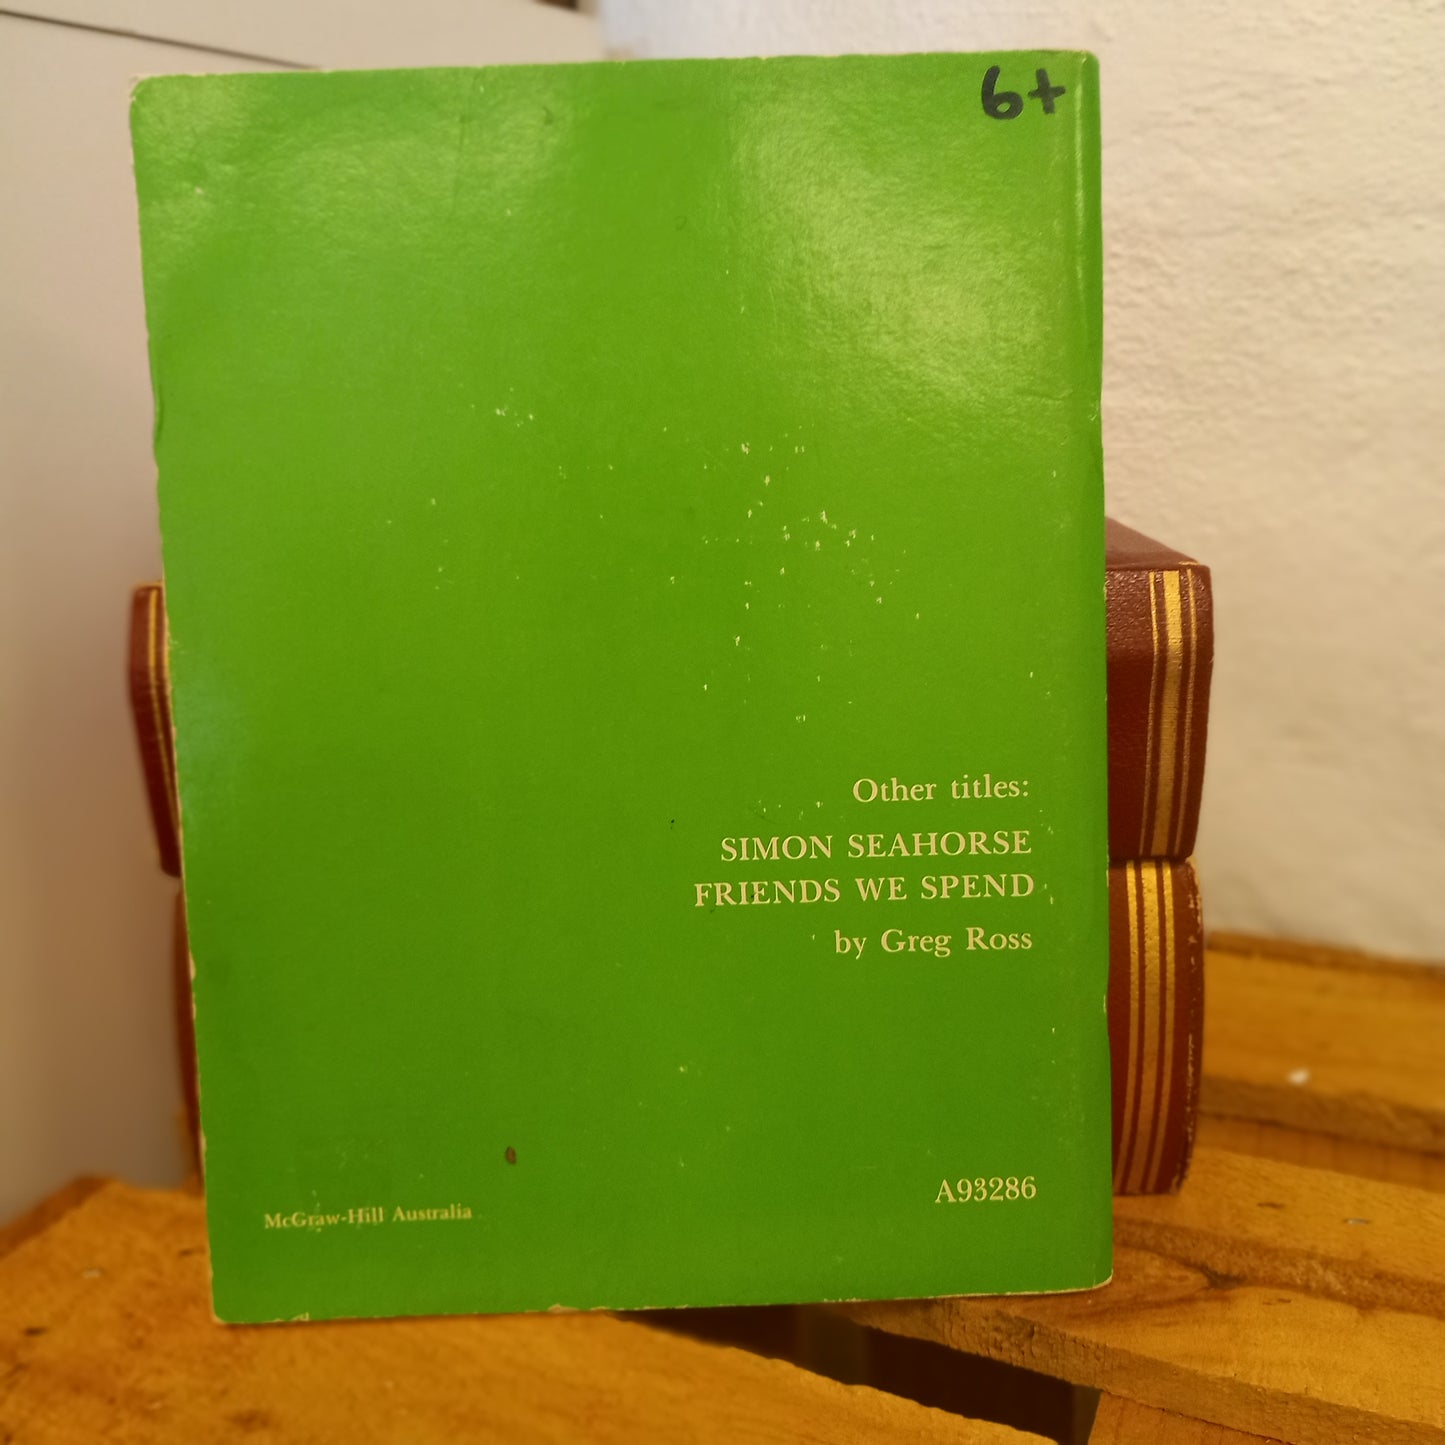 6+
Other titles:
SIMON SEAHORSE
FRIENDS WE SPEND
by Greg Ross
A93286
McGraw-Hill Australia